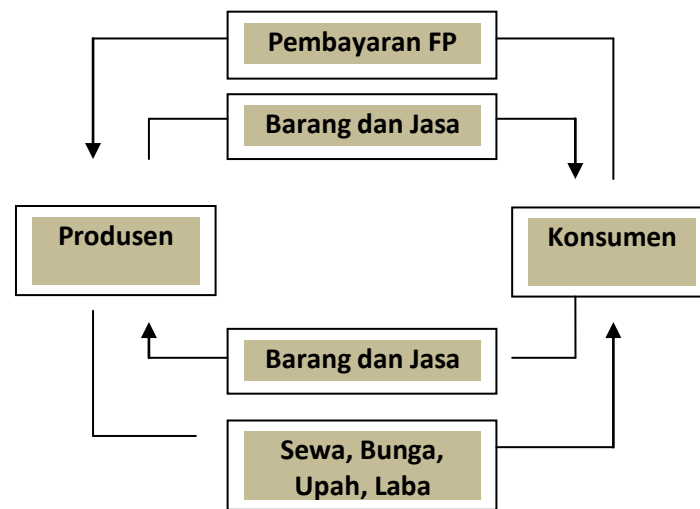 Pembayaran FP
Barang dan Jasa
Produsen
Konsumen
Barang dan Jasa
Sewa, Bunga,
Upah, Laba